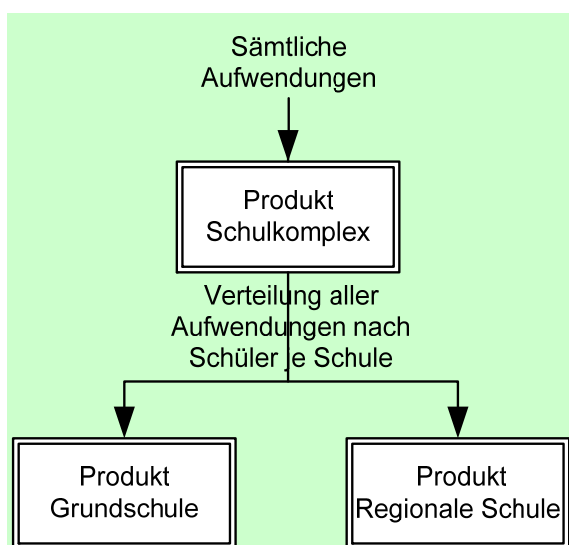 Sämtliche
Aufwendungen
Produkt
Schulkomplex
Verteilung aller
Aufwendungen nach
Schüler je Schule
Produkt
Grundschule
Produkt
Regionale Schule